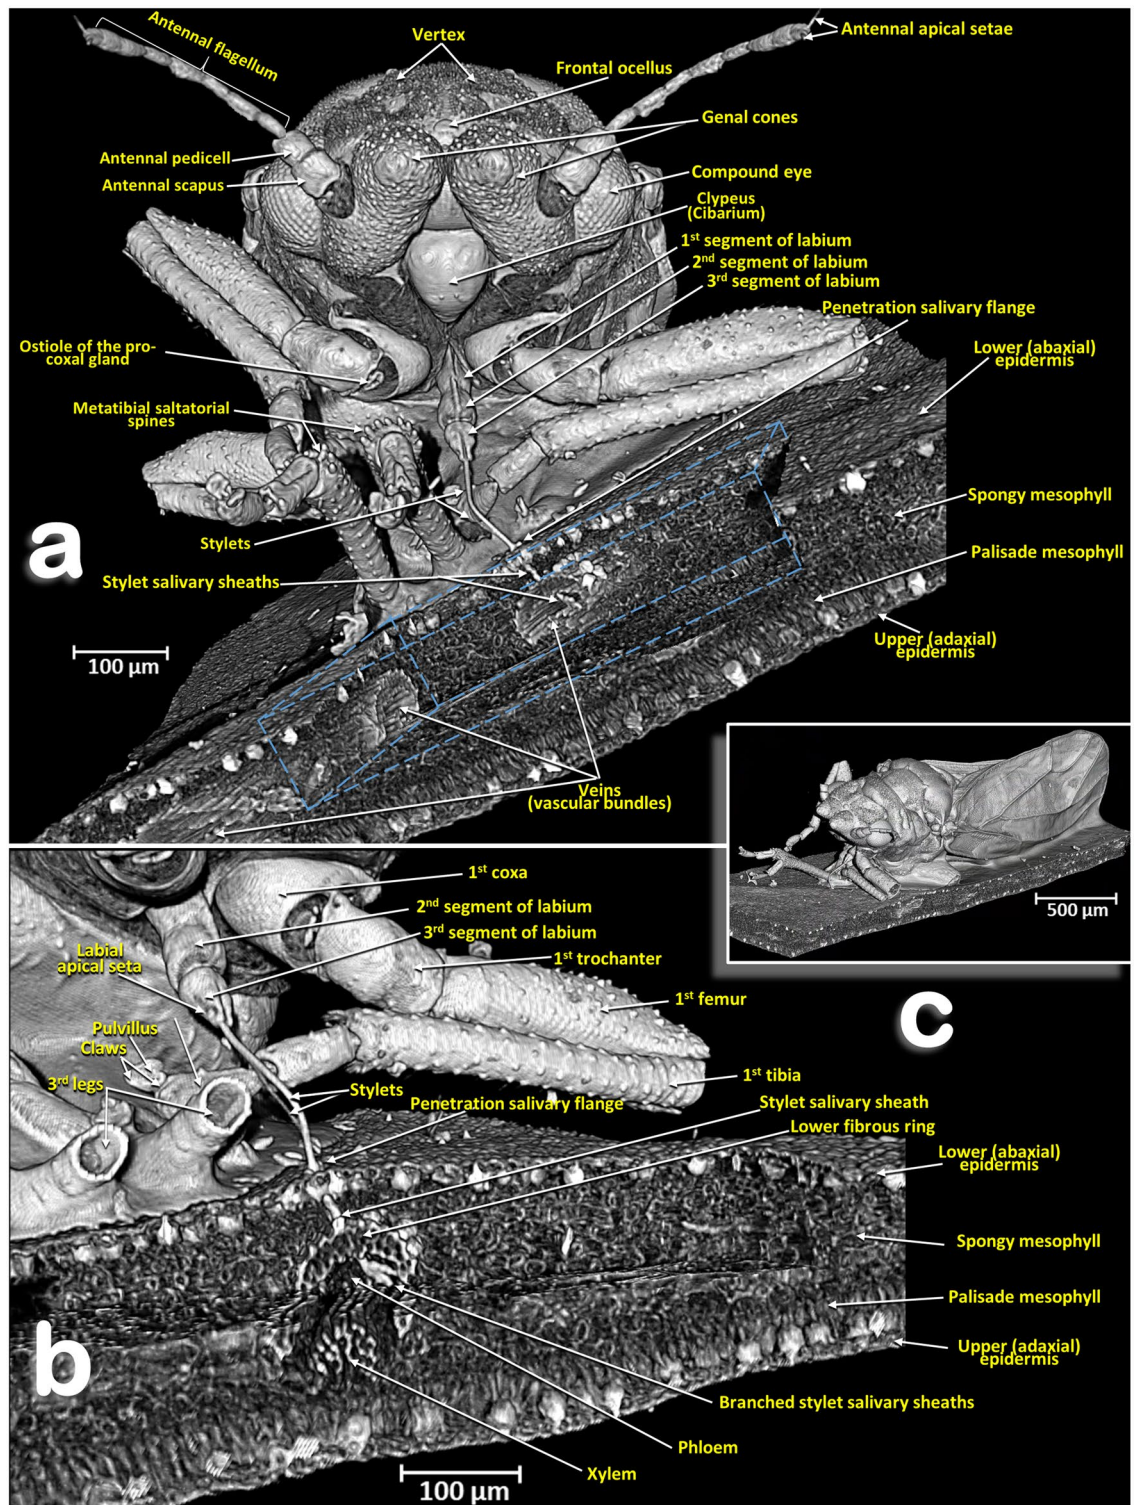 Antennal flagellum
Vertex
Antennal apical setae
Frontal ocellus
Genal cones
Antennal pedicell
Antennal scapus
Compound eye
Clypeus
(Cibarium)
1st segment of labium
2nd segment of labium
3rd segment of labium
Penetration salivary flange
Ostiole of the pro-
coxal gland
Lower (abaxial)
epidermis
Metatibial saltatorial
spines
Spongy mesophyll
a
Stylets
Palisade mesophyll
Stylet salivary sheaths
Upper (adaxial)
epidermis
100 µm
Veins
(vascular bundles)
500 µm
c
1st coxa
2nd segment of labium
3rd segment of labium
Labial
apical seta
1st trochanter
1st femur
Pulvillus
Claws
3rd legs
1st tibia
Stylets
Penetration salivary flange
Stylet salivary sheath
Lower fibrous ring
Lower (abaxial)
epidermis
Spongy mesophyll
Palisade mesophyll
b
Upper (adaxial)
epidermis
Branched stylet salivary sheaths
Phloem
Xylem
100 µm